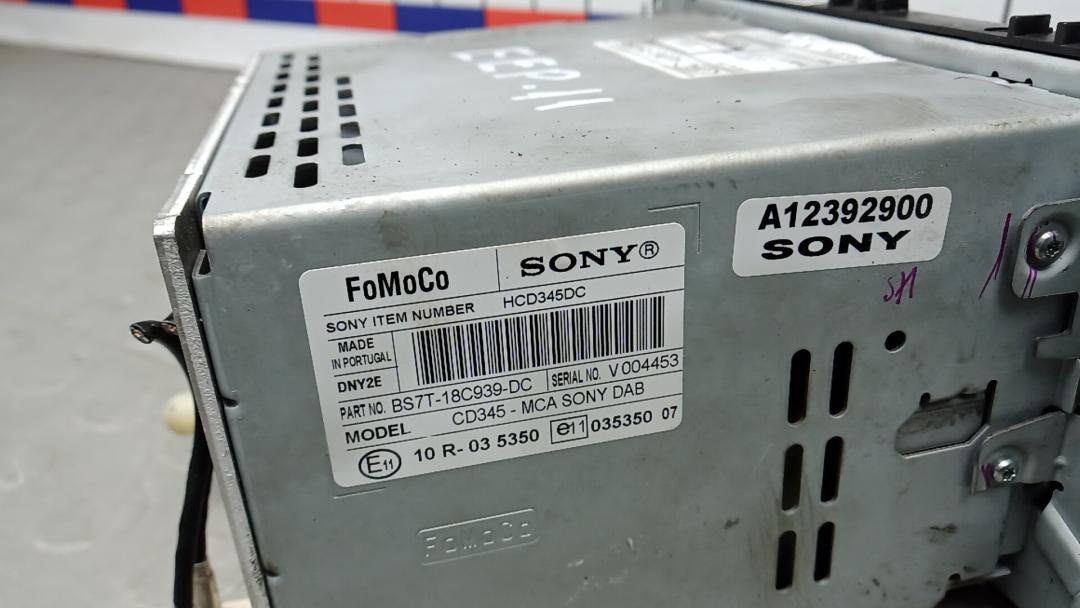 EEP.11
A12392900
SONY
FoMoCo SONY®
SONY ITEM NUMBER HCD345DC
MADE
IN PORTUGAL
DNY2E
PART NO. BS7T-18C939-DC SERIAL NO. V004453
MODEL CD345 - MCA SONY DAB
E11 10 R- 03 5350 e11 035350 07
FoMoCo